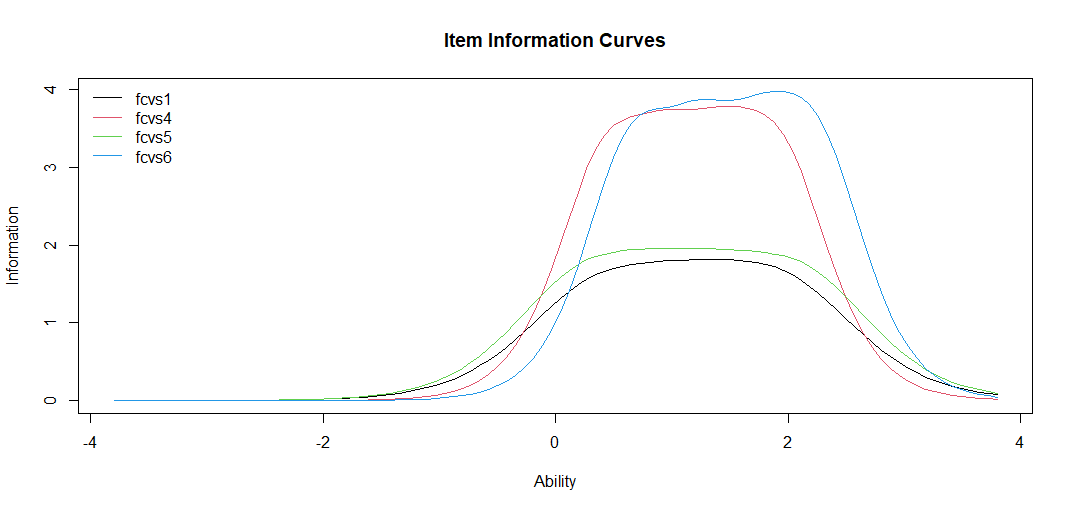 Item Information Curves
fcvs1
fcvs4
fcvs5
fcvs6
4
3
2
1
0
Information
-4 -2 0 2 4
Ability